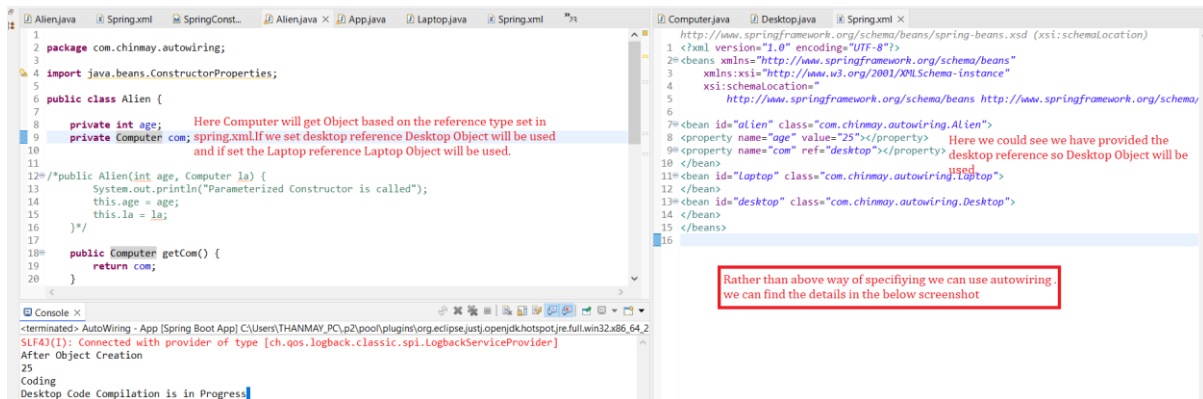 Alien.java
Spring.xml
SpringConst...
Alien.java
App.java
Laptop.java
Spring.xml
Computer.java
Desktop.java
Spring.xml
1
2 package com.chinmay.autowiring;
3
4 import java.beans.ConstructorProperties;
5
6 public class Alien {
7
8 private int age;
9 private Computer com;
10
11
12 /*public Alien(int age, Computer la) {
13 System.out.println("Parameterized Constructor is called");
14 this.age = age;
15 this.la = la;
16 }*/
17
18 public Computer getCom() {
19 return com;
20 }
Here Computer will get Object based on the reference type set in
spring.xml.If we set desktop reference Desktop Object will be used
and if set the Laptop reference Laptop Object will be used.
http://www.springframework.org/schema/beans/spring-beans.xsd (xsi:schemaLocation)
1 <?xml version="1.0" encoding="UTF-8"?>
2 <beans xmlns="http://www.springframework.org/schema/beans"
3 xmlns:xsi="http://www.w3.org/2001/XMLSchema-instance"
4 xsi:schemaLocation="
5 http://www.springframework.org/schema/beans http://www.springframework.org/schema/
6
7 <bean id="alien" class="com.chinmay.autowiring.Alien">
8 <property name="age" value="25"></property>
9 <property name="com" ref="desktop"></property>
10 </bean>
11 <bean id="laptop" class="com.chinmay.autowiring.Laptop">
12 </bean>
13 <bean id="desktop" class="com.chinmay.autowiring.Desktop">
14 </bean>
15 </beans>
16
Here we could see we have provided the
desktop reference so Desktop Object will be
used.
Rather than above way of specifiying we can use autowiring .
we can find the details in the below screenshot
Console
<terminated> AutoWiring - App [Spring Boot App] C:\Users\THANMAY_PC\.p2\pool\plugins\org.eclipse.justj.openjdk.hotspot.jre.full.win32.x86_64_2
SLF4J(I): Connected with provider of type [ch.qos.logback.classic.spi.LogbackServiceProvider]
After Object Creation
25
Coding
Desktop Code Compilation is in Progress